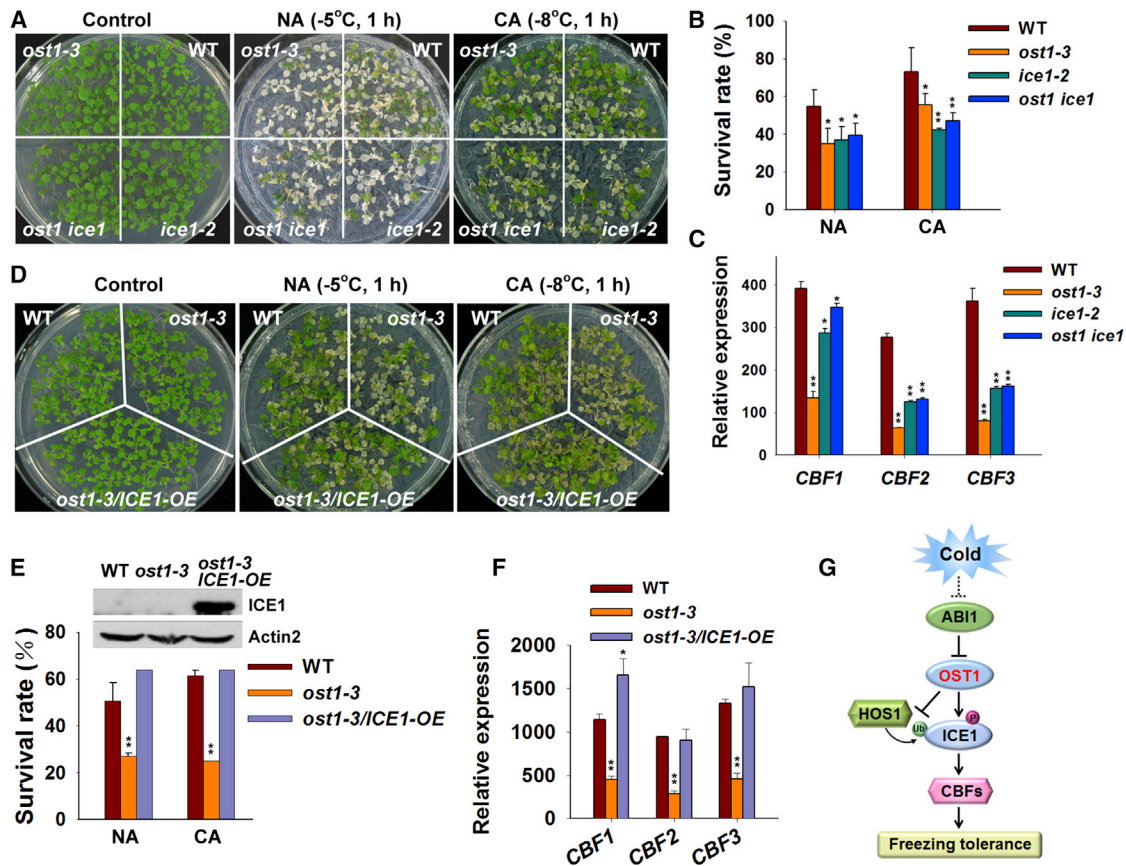 A
Control
NA (-5°C, 1 h)
CA (-8°C, 1 h)
ost1-3
WT
ost1 ice1
ice1-2
ost1-3
WT
ost1 ice1
ice1-2
ost1-3
WT
ost1 ice1
ice1-2
B
Survival rate (%)
100
80
60
40
20
0
NA
CA
WT
ost1-3
ice1-2
ost1 ice1
* * *
* ** **
C
Relative expression
400
300
200
100
0
CBF1
CBF2
CBF3
WT
ost1-3
ice1-2
ost1 ice1
** * *
** ** **
** ** **
D
Control
NA (-5°C, 1 h)
CA (-8°C, 1 h)
WT
ost1-3
ost1-3/ICE1-OE
WT
ost1-3
ost1-3/ICE1-OE
WT
ost1-3
ost1-3/ICE1-OE
E
WT ost1-3 ost1-3
ICE1-OE
ICE1
Actin2
Survival rate (%)
80
60
40
20
0
NA
CA
WT
ost1-3
ost1-3/ICE1-OE
**
**
F
WT
ost1-3
ost1-3/ICE1-OE
Relative expression
2000
1500
1000
500
0
CBF1
CBF2
CBF3
** *
**
**
G
Cold
ABI1
OST1
HOS1
Ub
P
ICE1
CBFs
Freezing tolerance